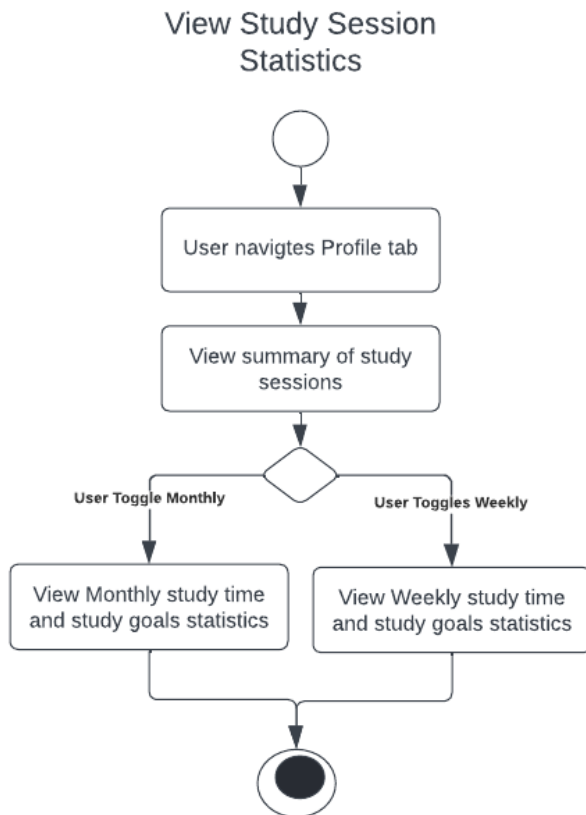 View Study Session
Statistics
User navigtes Profile tab
View summary of study
sessions
User Toggle Monthly
User Toggles Weekly
View Monthly study time
and study goals statistics
View Weekly study time
and study goals statistics